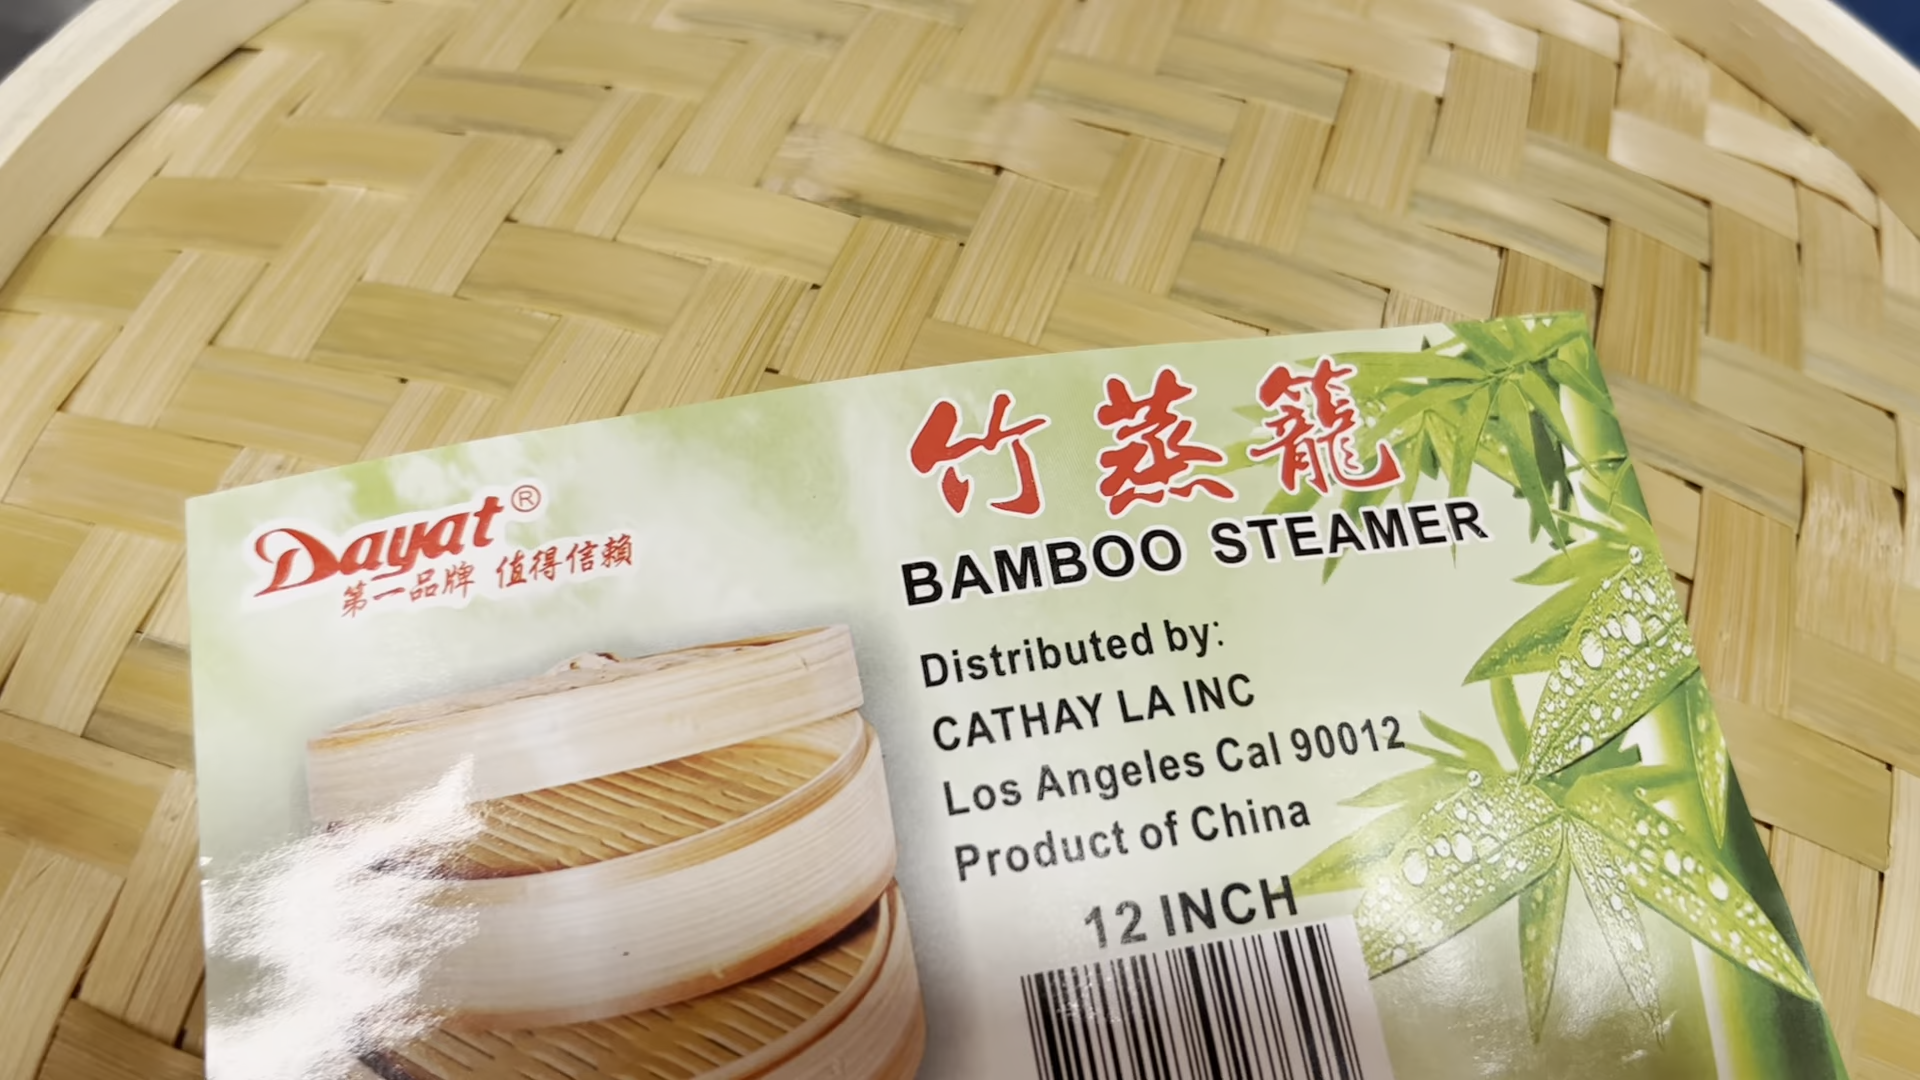 Dayat®
第一品牌 值得信賴
竹蒸籠
BAMBOO STEAMER
Distributed by:
CATHAY LA INC
Los Angeles Cal 90012
Product of China
12 INCH